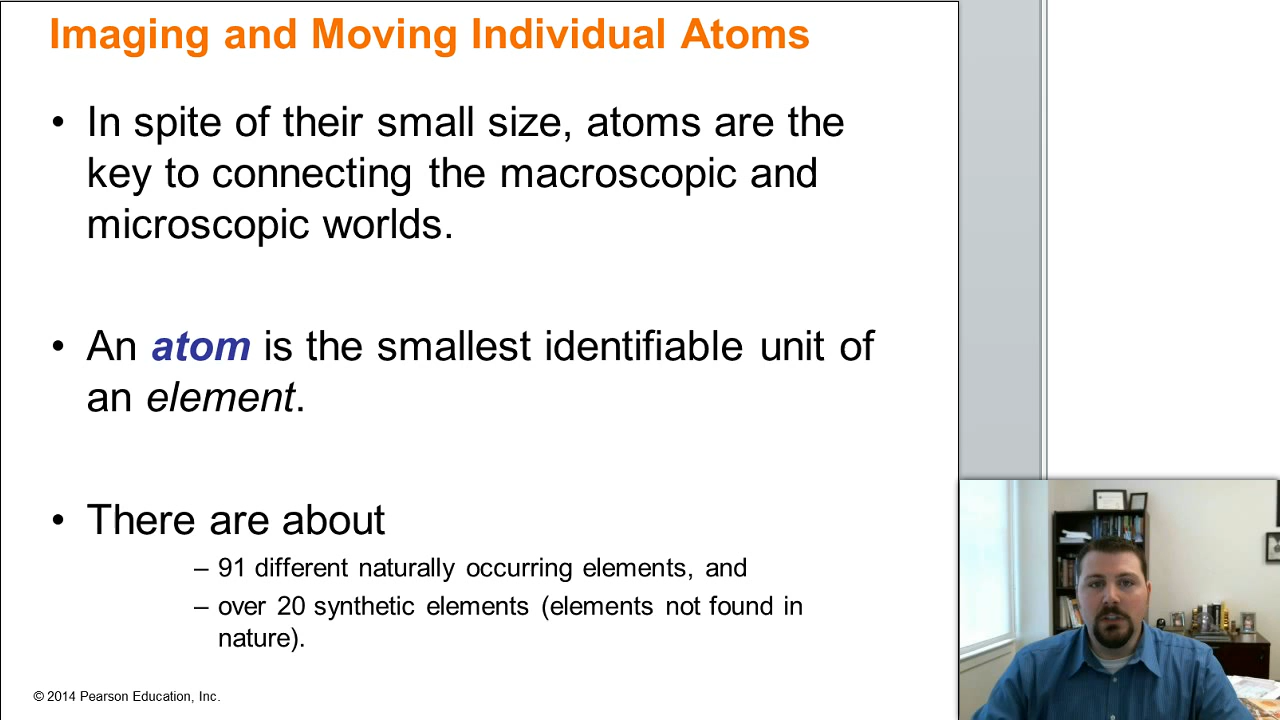 Imaging and Moving Individual Atoms
• In spite of their small size, atoms are the
key to connecting the macroscopic and
microscopic worlds.
• An atom is the smallest identifiable unit of
an element.
• There are about
– 91 different naturally occurring elements, and
– over 20 synthetic elements (elements not found in
nature).
© 2014 Pearson Education, Inc.